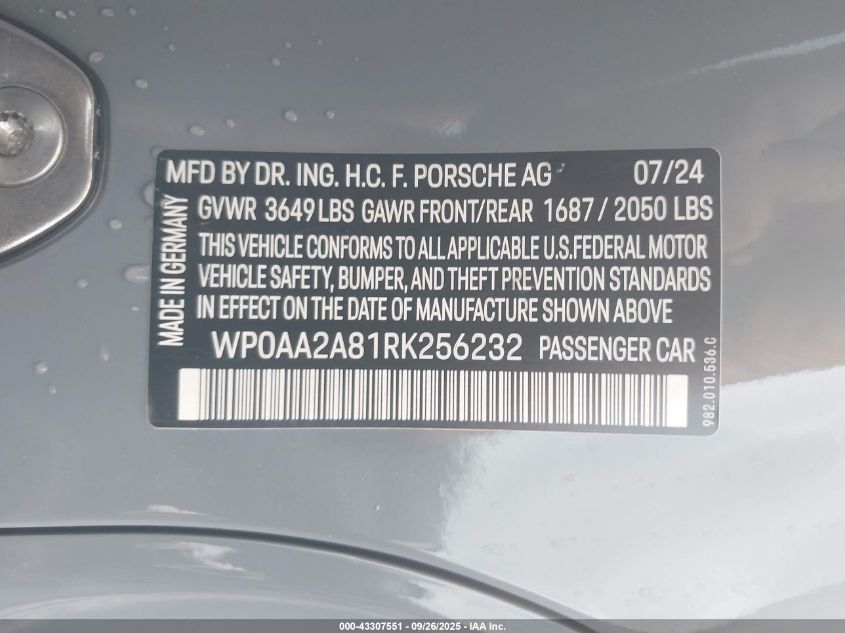 MFD BY DR. ING. H.C. F. PORSCHE AG 07/24
GVWR 3649 LBS GAWR FRONT/REAR 1687 / 2050 LBS
THIS VEHICLE CONFORMS TO ALL APPLICABLE U.S.FEDERAL MOTOR
VEHICLE SAFETY, BUMPER, AND THEFT PREVENTION STANDARDS
IN EFFECT ON THE DATE OF MANUFACTURE SHOWN ABOVE
WP0AA2A81RK256232 PASSENGER CAR
MADE IN GERMANY
982.010.536.C
000-43307551 - 09/26/2025 - IAA Inc.